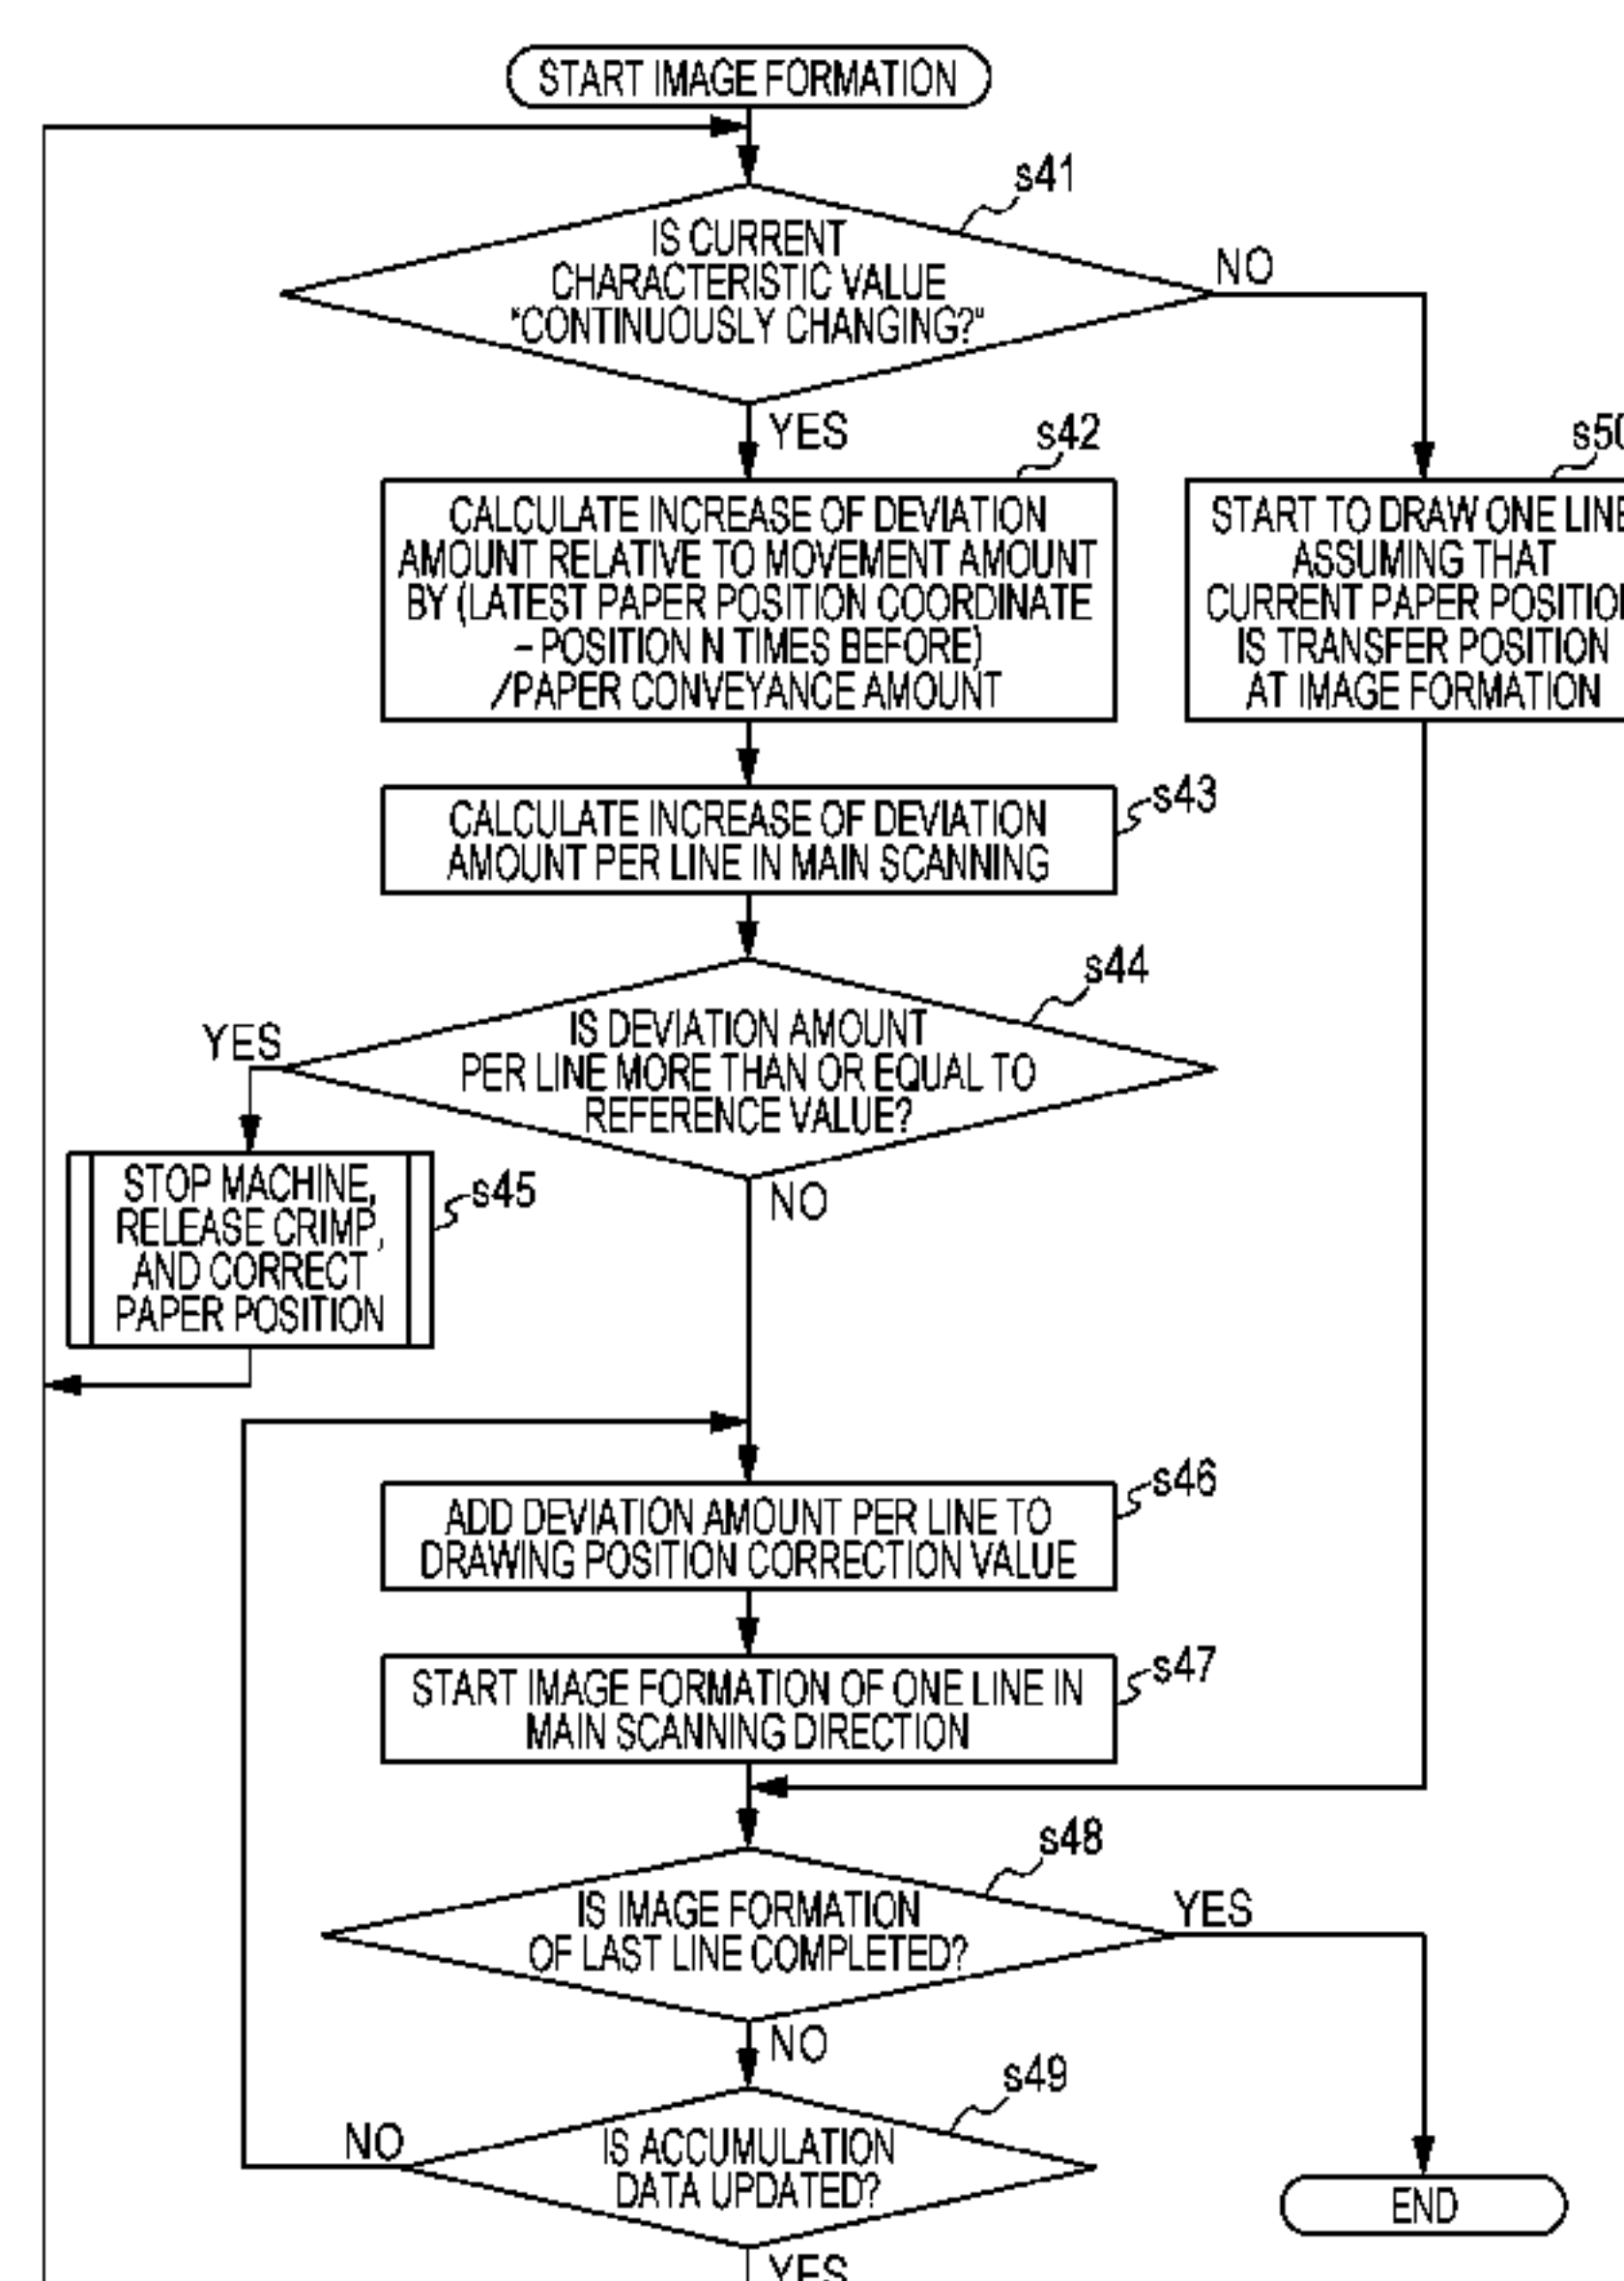 START IMAGE FORMATION
s41
IS CURRENT
CHARACTERISTIC VALUE
"CONTINUOUSLY CHANGING?"
NO
YES
s42
CALCULATE INCREASE OF DEVIATION
AMOUNT RELATIVE TO MOVEMENT AMOUNT
BY (LATEST PAPER POSITION COORDINATE
– POSITION N TIMES BEFORE)
/PAPER CONVEYANCE AMOUNT
s50
START TO DRAW ONE LINE
ASSUMING THAT
CURRENT PAPER POSITIO
IS TRANSFER POSITION
AT IMAGE FORMATION
s43
CALCULATE INCREASE OF DEVIATION
AMOUNT PER LINE IN MAIN SCANNING
s44
IS DEVIATION AMOUNT
PER LINE MORE THAN OR EQUAL TO
REFERENCE VALUE?
YES
NO
STOP MACHINE,
RELEASE CRIMP,
AND CORRECT
PAPER POSITION
s45
s46
ADD DEVIATION AMOUNT PER LINE TO
DRAWING POSITION CORRECTION VALUE
s47
START IMAGE FORMATION OF ONE LINE IN
MAIN SCANNING DIRECTION
s48
IS IMAGE FORMATION
OF LAST LINE COMPLETED?
YES
NO
s49
IS ACCUMULATION
DATA UPDATED?
NO
YES
END